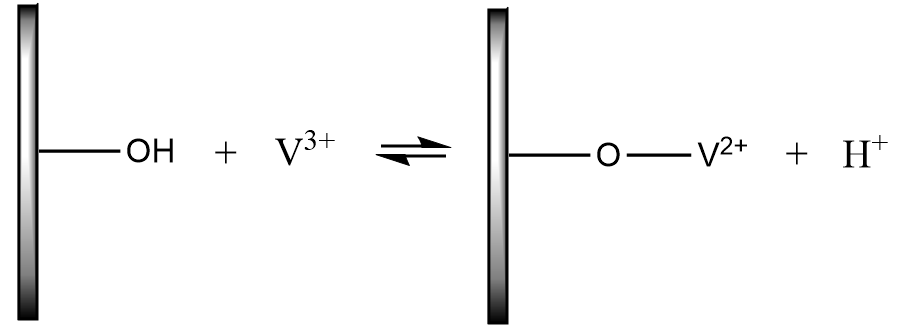 OH + V³⁺ ⇌ O V²⁺ + H⁺